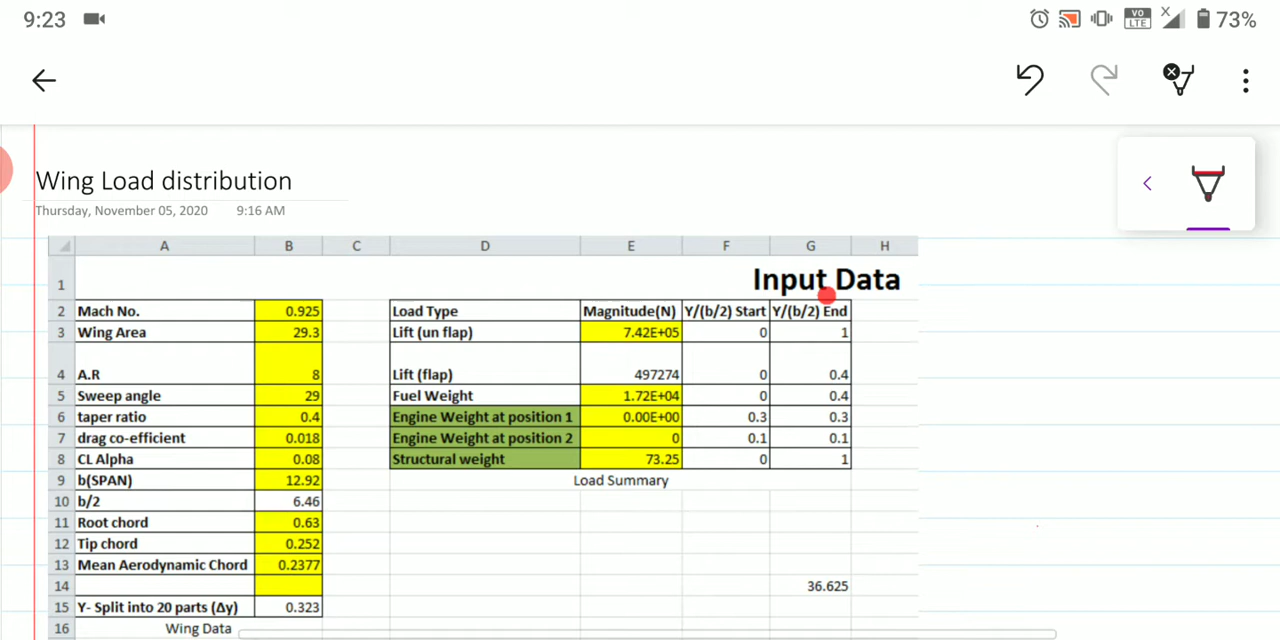 9:23 VO LTE X 73%
Wing Load distribution
Thursday, November 05, 2020 9:16 AM
A B C D E F G H
1 Input Data
2 Mach No. 0.925 Load Type Magnitude(N) Y/(b/2) Start Y/(b/2) End
3 Wing Area 29.3 Lift (un flap) 7.42E+05 0 1
4 A.R 8 Lift (flap) 497274 0 0.4
5 Sweep angle 29 Fuel Weight 1.72E+04 0 0.4
6 taper ratio 0.4 Engine Weight at position 1 0.00E+00 0.3 0.3
7 drag co-efficient 0.018 Engine Weight at position 2 0 0.1 0.1
8 CL Alpha 0.08 Structural weight 73.25 0 1
9 b(SPAN) 12.92 Load Summary
10 b/2 6.46
11 Root chord 0.63
12 Tip chord 0.252
13 Mean Aerodynamic Chord 0.2377
14 36.625
15 Y- Split into 20 parts (Δy) 0.323
16 Wing Data